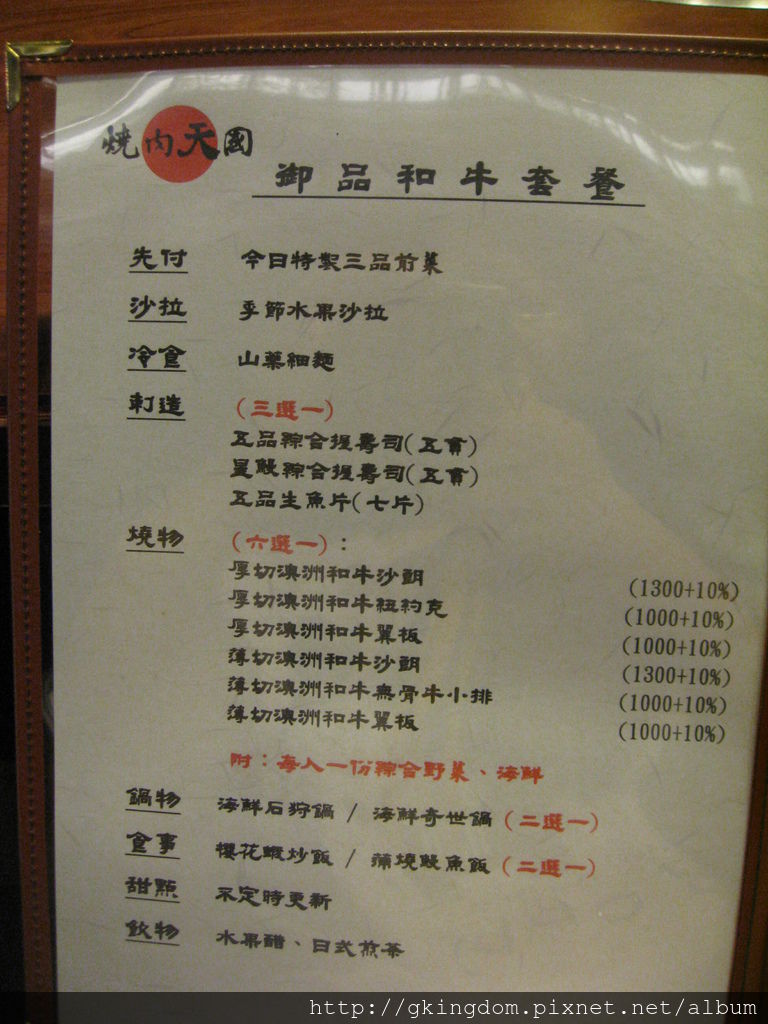 燒肉天國
御品和牛套餐
先付 今日特製三品前菜
沙拉 季節水果沙拉
冷食 山藥細麵
刺造 (三選一)
五品綜合握壽司(五貫)
星鰻綜合握壽司(五貫)
五品生魚片(七片)
燒物 (六選一):
厚切澳洲和牛沙朗 (1300+10%)
厚切澳洲和牛紐約克 (1000+10%)
厚切澳洲和牛翼板 (1000+10%)
薄切澳洲和牛沙朗 (1300+10%)
薄切澳洲和牛無骨牛小排 (1000+10%)
薄切澳洲和牛翼板 (1000+10%)
附:每人一份綜合野菜、海鮮
鍋物 海鮮石狩鍋 / 海鮮奇世鍋 (二選一)
食事 櫻花蝦炒飯 / 蒲燒鰻魚飯 (二選一)
甜點 不定時更新
飲物 水果醋、日式煎茶
http://gkingdom.pixnet.net/album